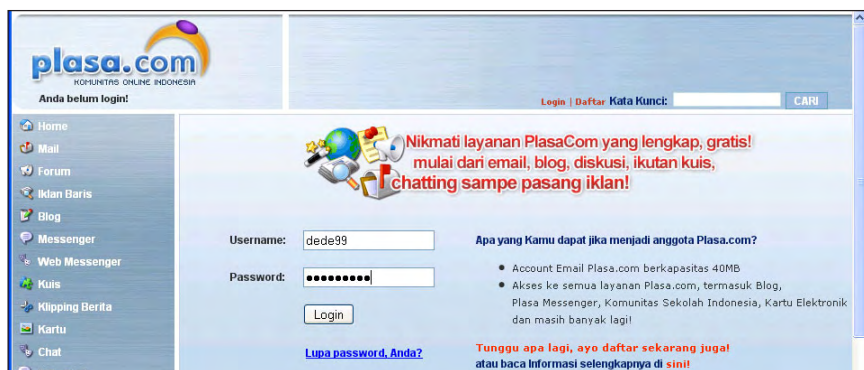 plasa.com
KOMUNITAS ONLINE INDONESIA
Anda belum login!
Login | Daftar Kata Kunci: CARI
Home
Mail
Forum
Iklan Baris
Blog
Messenger
Web Messenger
Kuis
Klipping Berita
Kartu
Chat
Nikmati layanan PlasaCom yang lengkap, gratis!
mulai dari email, blog, diskusi, ikutan kuis,
chatting sampe pasang iklan!
Username: dede99
Password: •••••••••
Login
Lupa password, Anda?
Apa yang Kamu dapat jika menjadi anggota Plasa.com?
• Account Email Plasa.com berkapasitas 40MB
• Akses ke semua layanan Plasa.com, termasuk Blog,
Plasa Messenger, Komunitas Sekolah Indonesia, Kartu Elektronik
dan masih banyak lagi!
Tunggu apa lagi, ayo daftar sekarang juga!
atau baca Informasi selengkapnya di sini!